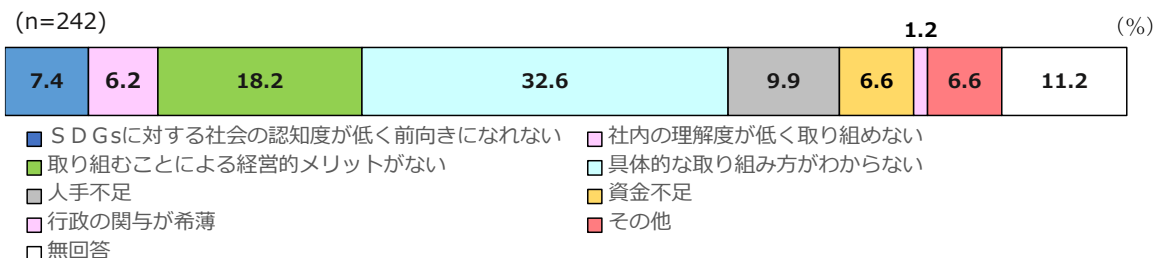 (n=242)
1.2
(%)
7.4 6.2 18.2 32.6 9.9 6.6 6.6 11.2
ＳＤＧsに対する社会の認知度が低く前向きになれない 社内の理解度が低く取り組めない
取り組むことによる経営的メリットがない 具体的な取り組み方がわからない
人手不足 資金不足
行政の関与が希薄 その他
無回答